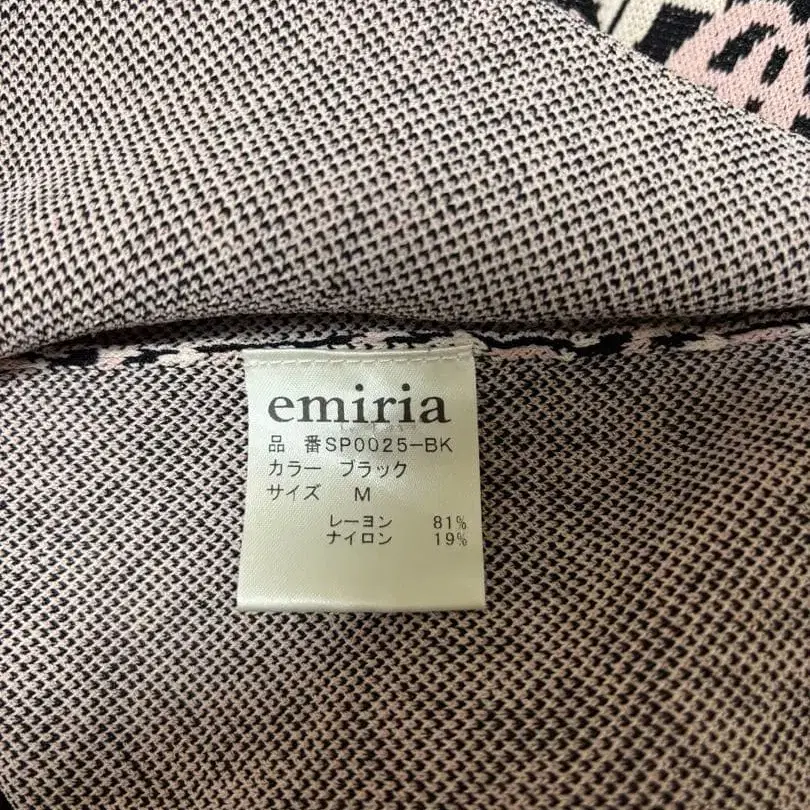 emiria
品 番SP0025-BK
カラー ブラック
サイズ M
レーヨン 81%
ナイロン 19%